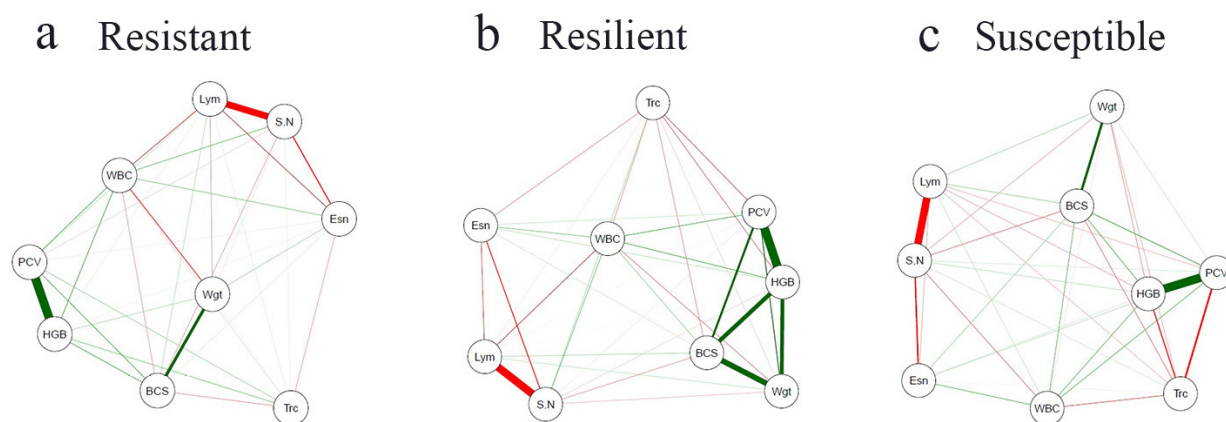 a Resistant
Lym
S.N
WBC
Esn
PCV
Wgt
HGB
BCS
Trc
b Resilient
Trc
PCV
Esn
WBC
HGB
Lym
BCS
Wgt
S.N
c Susceptible
Wgt
Lym
BCS
S.N
PCV
HGB
Esn
Trc
WBC